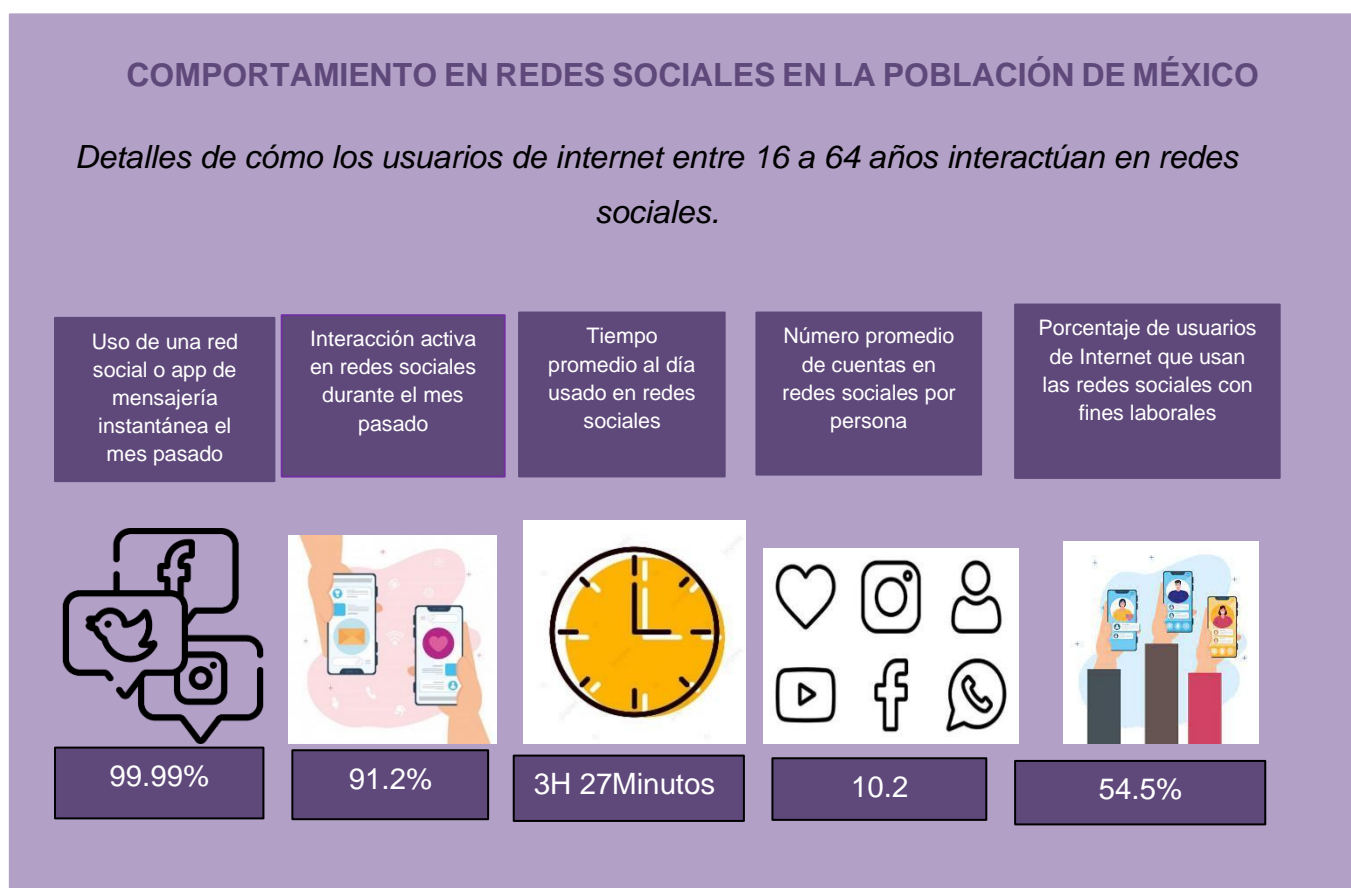 COMPORTAMIENTO EN REDES SOCIALES EN LA POBLACIÓN DE MÉXICO
Detalles de cómo los usuarios de internet entre 16 a 64 años interactúan en redes
sociales.
Uso de una red
social o app de
mensajería
instantánea el
mes pasado
Interacción activa
en redes sociales
durante el mes
pasado
Tiempo
promedio al día
usado en redes
sociales
Número promedio
de cuentas en
redes sociales por
persona
Porcentaje de usuarios
de Internet que usan
las redes sociales con
fines laborales
99.99%
91.2%
3H 27Minutos
10.2
54.5%